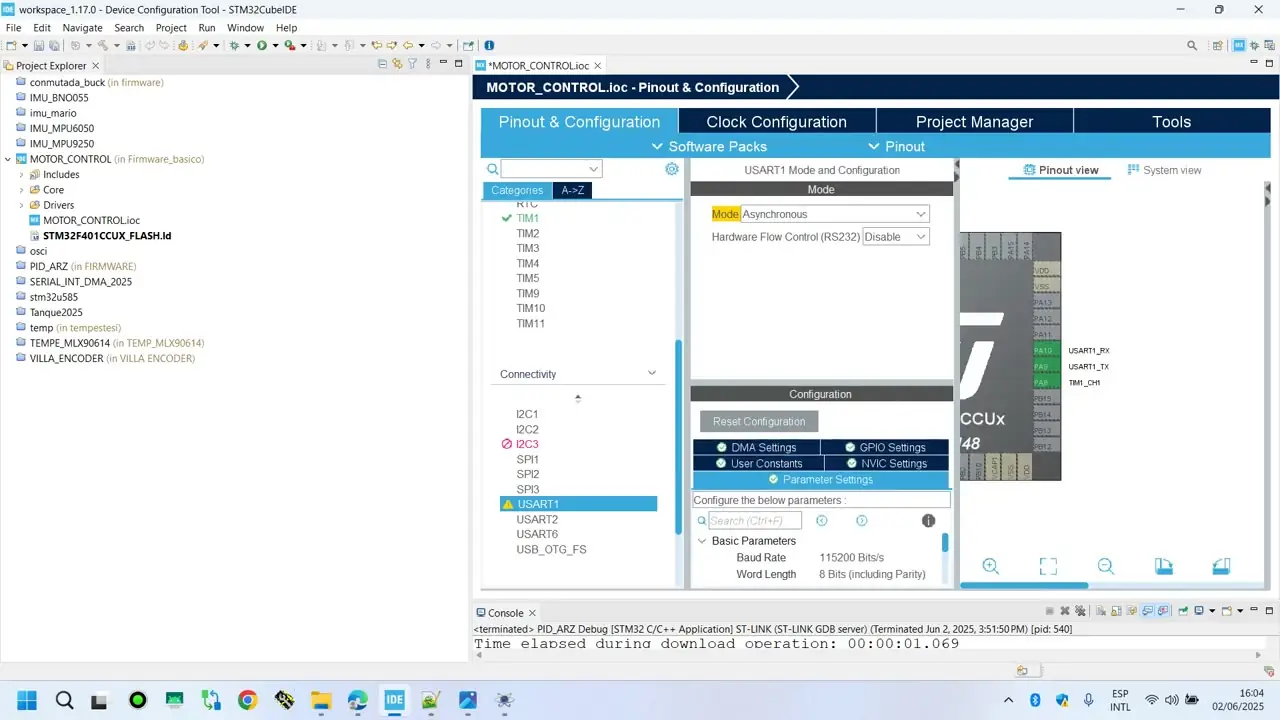 workspace_1.17.0 - Device Configuration Tool - STM32CubeIDE
File Edit Navigate Search Project Run Window Help
Project Explorer
conmutada_buck (in firmware)
IMU_BNO055
imu_mario
IMU_MPU6050
IMU_MPU9250
MOTOR_CONTROL (in Firmware_basico)
Includes
Core
Drivers
MOTOR_CONTROL.ioc
STM32F401CCUX_FLASH.ld
osci
PID_ARZ (in FIRMWARE)
SERIAL_INT_DMA_2025
stm32u585
Tanque2025
temp (in tempestesi)
TEMPE_MLX90614 (in TEMP_MLX90614)
VILLA_ENCODER (in VILLA ENCODER)
*MOTOR_CONTROL.ioc
MOTOR_CONTROL.ioc - Pinout & Configuration
Pinout & Configuration Clock Configuration Project Manager Tools
Software Packs Pinout
Categories A->Z
RTC
TIM1
TIM2
TIM3
TIM4
TIM5
TIM9
TIM10
TIM11
Connectivity
I2C1
I2C2
I2C3
SPI1
SPI2
SPI3
USART1
USART2
USART6
USB_OTG_FS
USART1 Mode and Configuration
Mode
Mode Asynchronous
Hardware Flow Control (RS232) Disable
Configuration
Reset Configuration
DMA Settings GPIO Settings
User Constants NVIC Settings
Parameter Settings
Configure the below parameters :
Search (Ctrl+F)
Basic Parameters
Baud Rate 115200 Bits/s
Word Length 8 Bits (including Parity)
Pinout view System view
VDD
VSS
PA13
PA12
PA11
PA10 USART1_RX
PA9 USART1_TX
PA8 TIM1_CH1
PB15
PB14
PB13
PB12
CCUx
48
Console
<terminated> PID_ARZ Debug [STM32 C/C++ Application] ST-LINK (ST-LINK GDB server) (Terminated Jun 2, 2025, 3:51:50 PM) [pid: 540]
Time elapsed during download operation: 00:00:01.069
ESP
INTL
16:04
02/06/2025